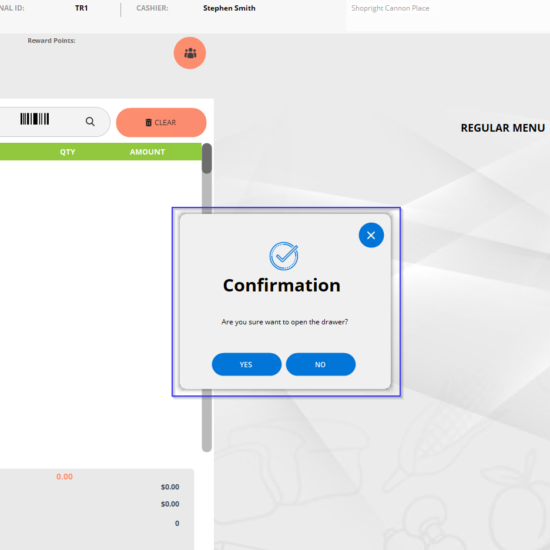 NAL ID: TR1 CASHIER: Stephen Smith Shopright Cannon Place
Reward Points:
CLEAR
REGULAR MENU
QTY AMOUNT
Confirmation
Are you sure want to open the drawer?
YES NO
0.00
$0.00
$0.00
0